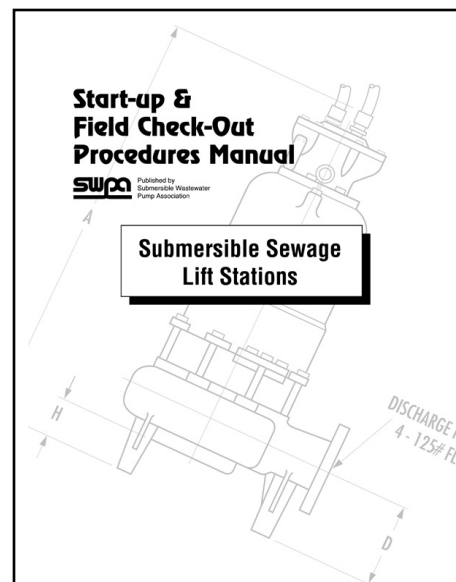 Start-up &
Field Check-Out
Procedures Manual
swpa
Published by
Submersible Wastewater
Pump Association
A
Submersible Sewage
Lift Stations
H
DISCHARGE
4 - 125# FL
D